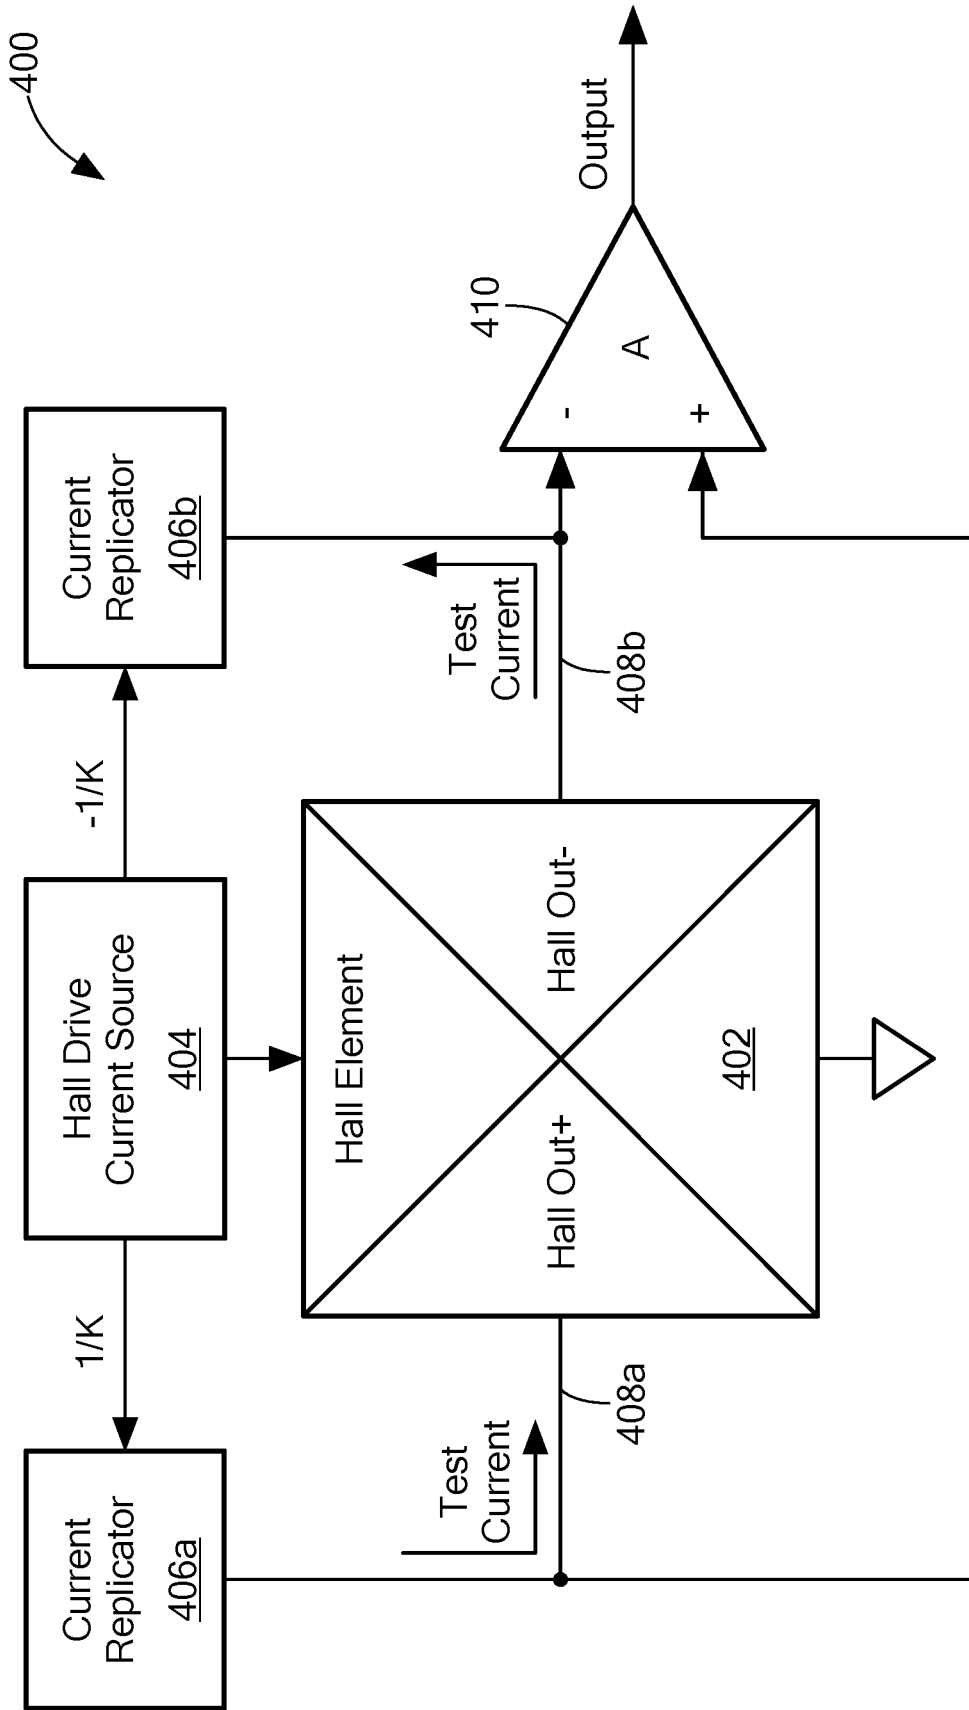 400
Current
Replicator
406a
1/K
Hall Drive
Current Source
404
-1/K
Current
Replicator
406b
Test
Current
408a
Hall Element
Hall Out+
Hall Out-
402
Test
Current
408b
410
-
+
A
Output